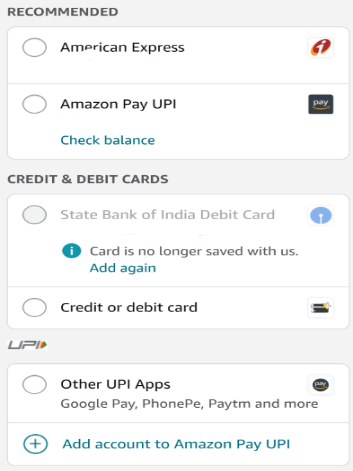 RECOMMENDED
American Express
Amazon Pay UPI
pay
Check balance
CREDIT & DEBIT CARDS
State Bank of India Debit Card
Card is no longer saved with us.
Add again
Credit or debit card
UPI
Other UPI Apps
pay
Google Pay, PhonePe, Paytm and more
Add account to Amazon Pay UPI